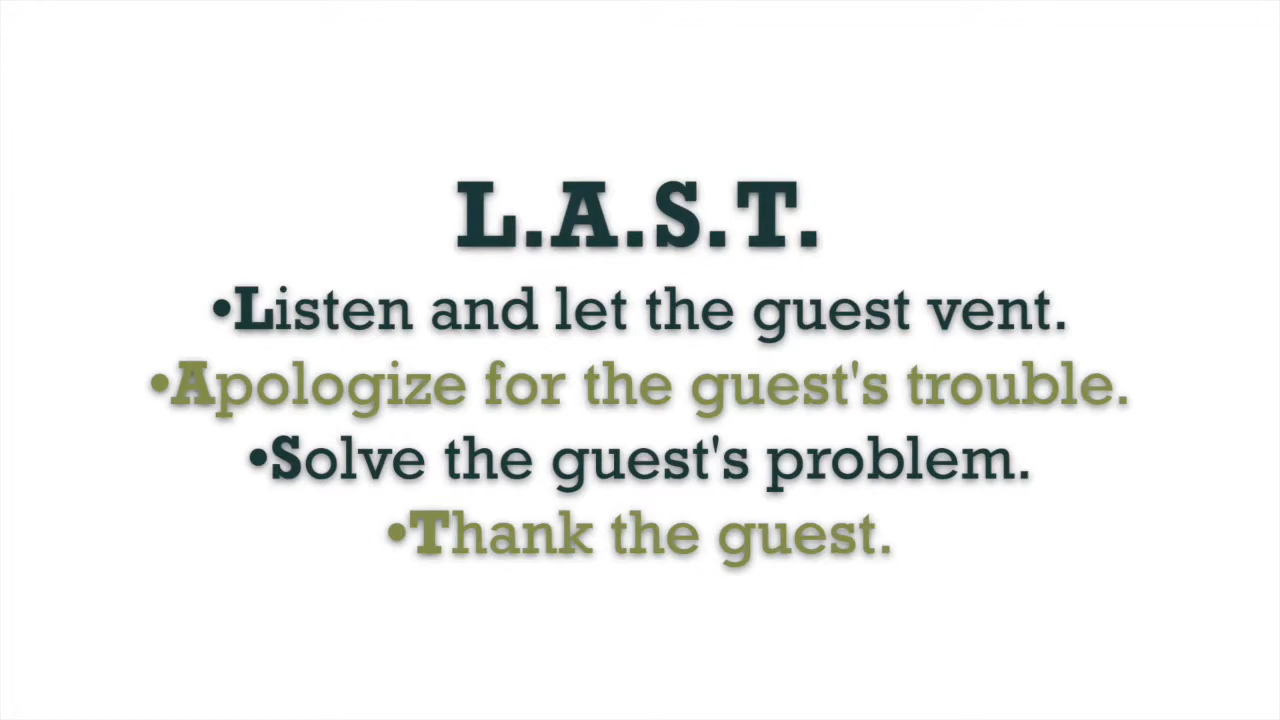 L.A.S.T.
•Listen and let the guest vent.
•Apologize for the guest's trouble.
•Solve the guest's problem.
•Thank the guest.